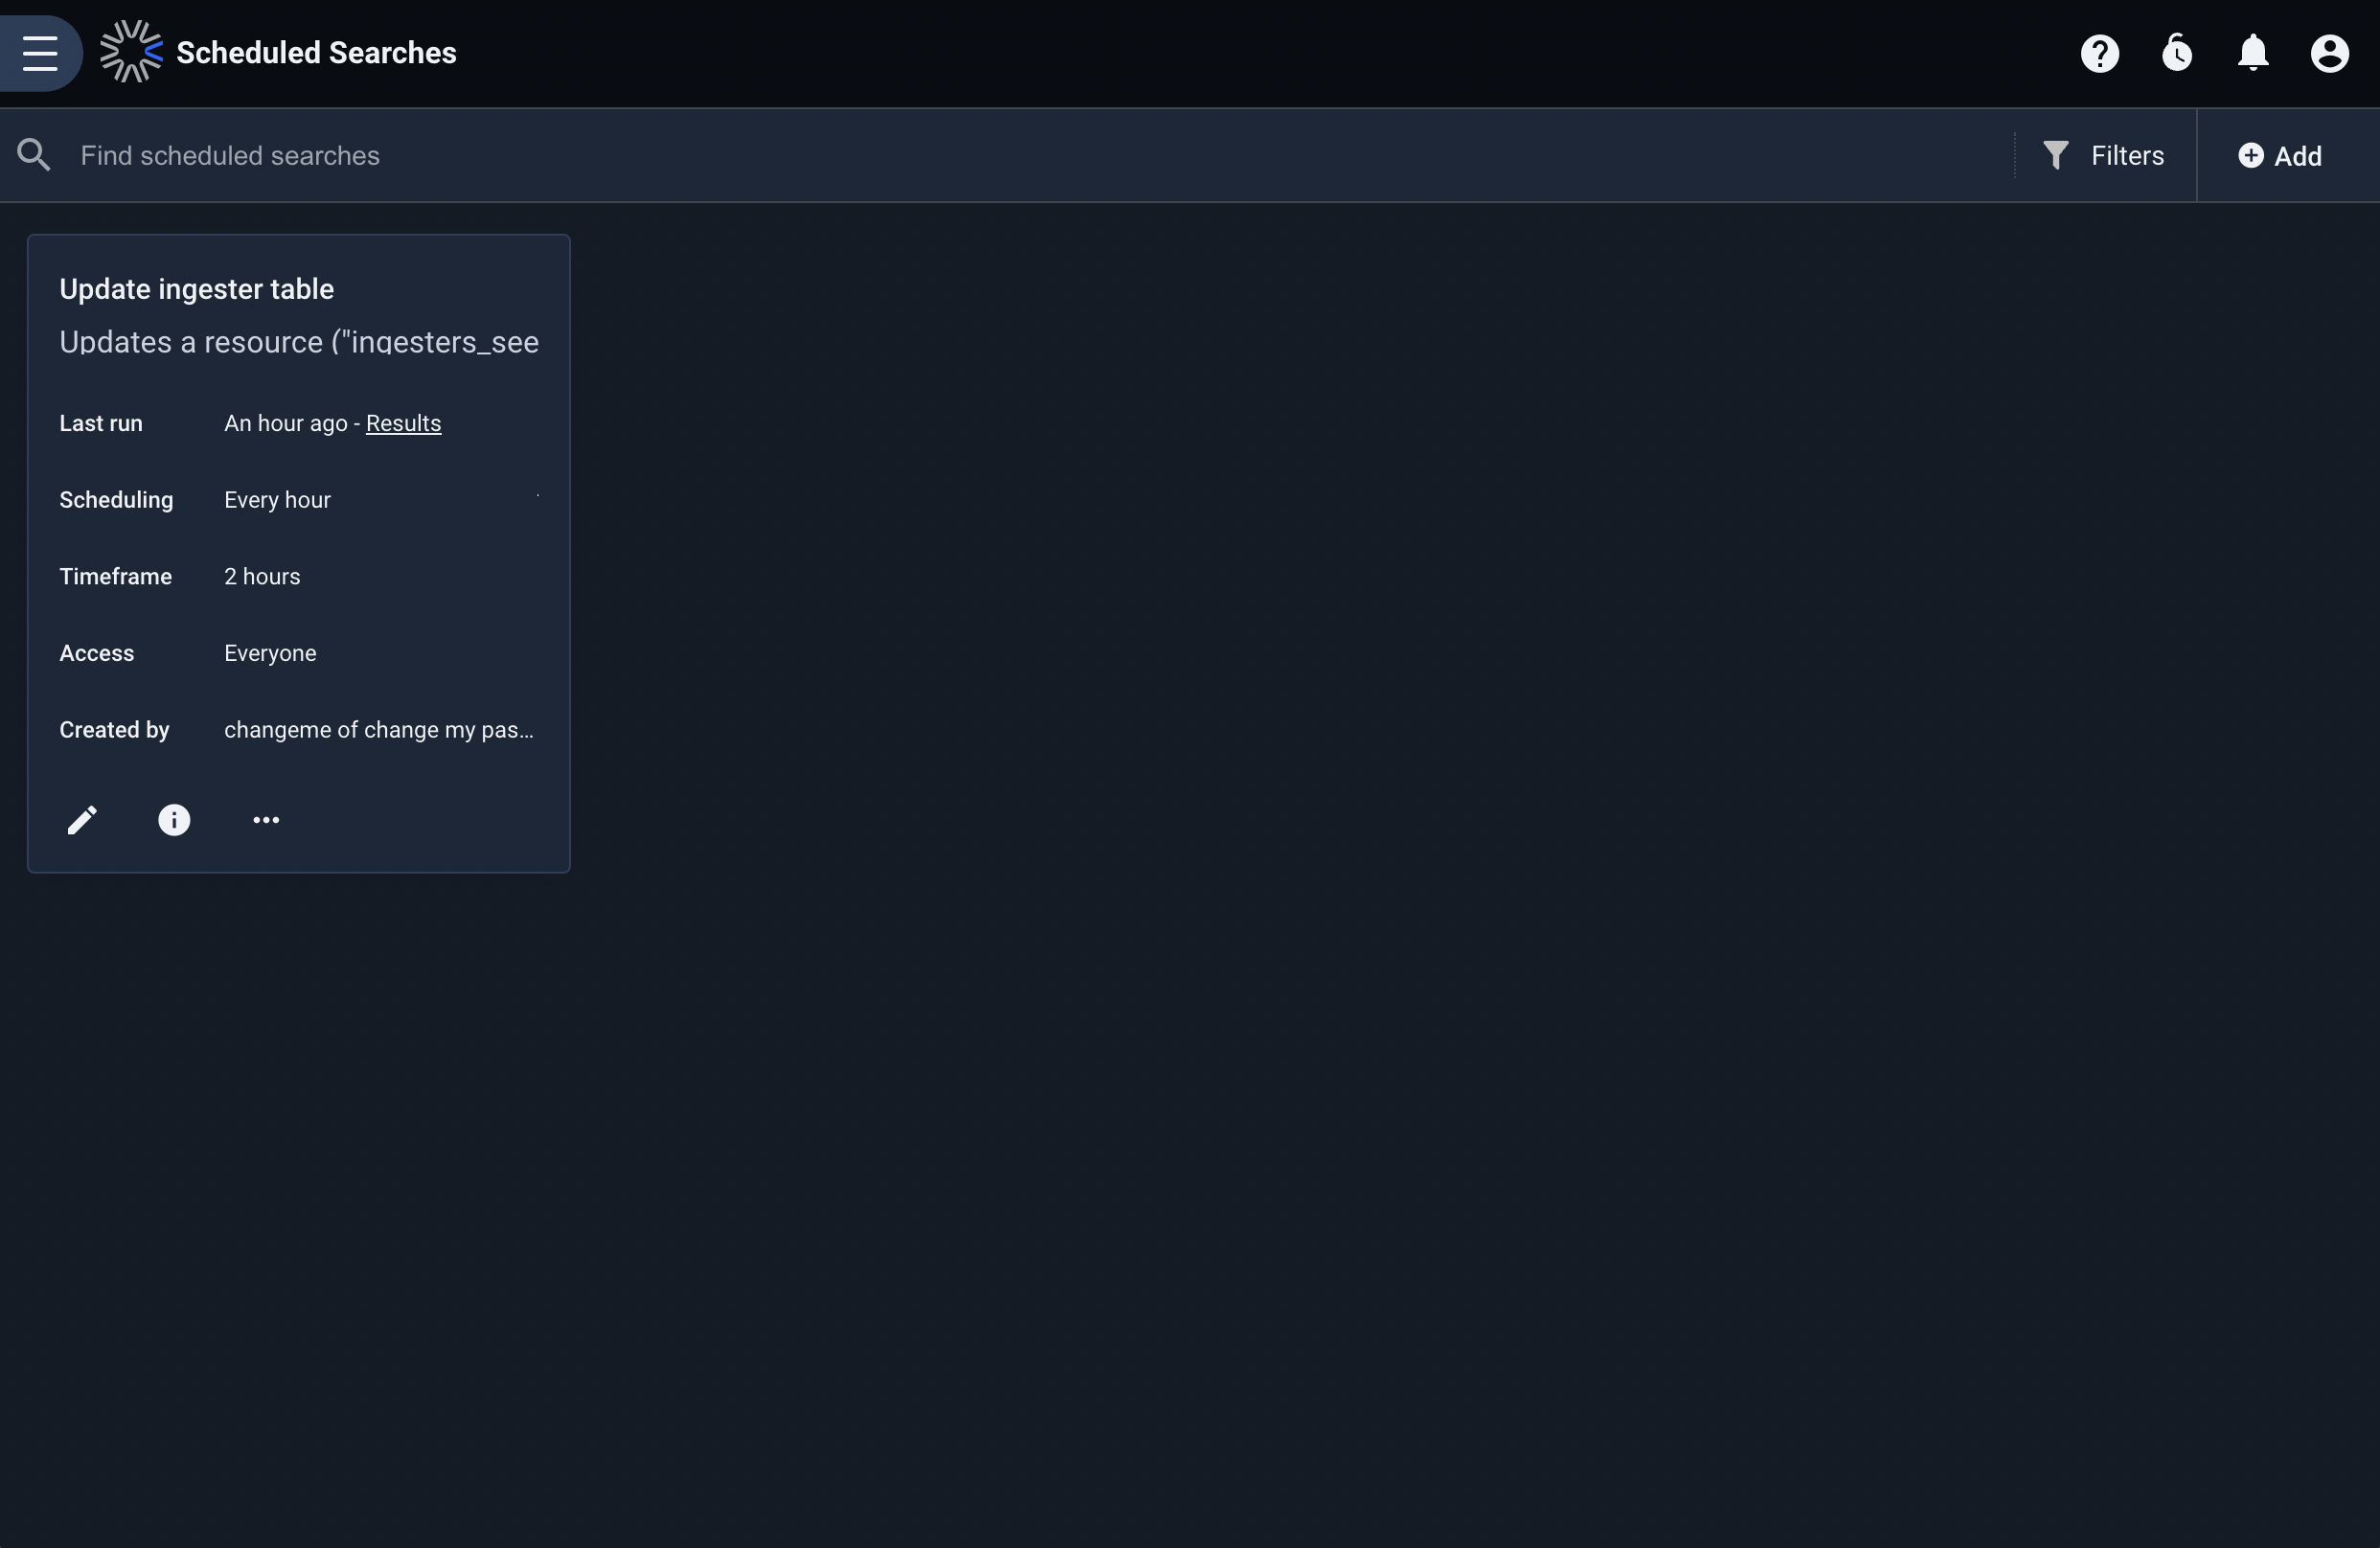 Scheduled Searches
Find scheduled searches
Filters
Add
Update ingester table
Updates a resource ("ingesters_see
Last run An hour ago - Results
Scheduling Every hour
Timeframe 2 hours
Access Everyone
Created by changeme of change my pas...